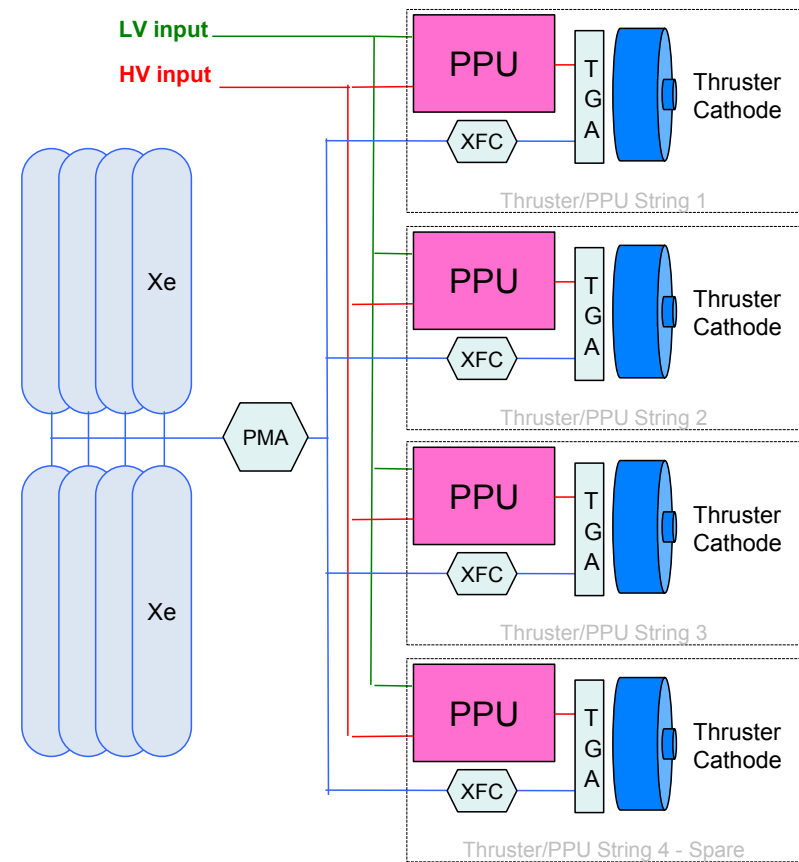 LV input
HV input
PPU
T
G
A
Thruster
Cathode
XFC
Thruster/PPU String 1
Xe
PPU
T
G
A
Thruster
Cathode
XFC
Thruster/PPU String 2
PMA
PPU
T
G
A
Thruster
Cathode
XFC
Thruster/PPU String 3
Xe
PPU
T
G
A
Thruster
Cathode
XFC
Thruster/PPU String 4 - Spare